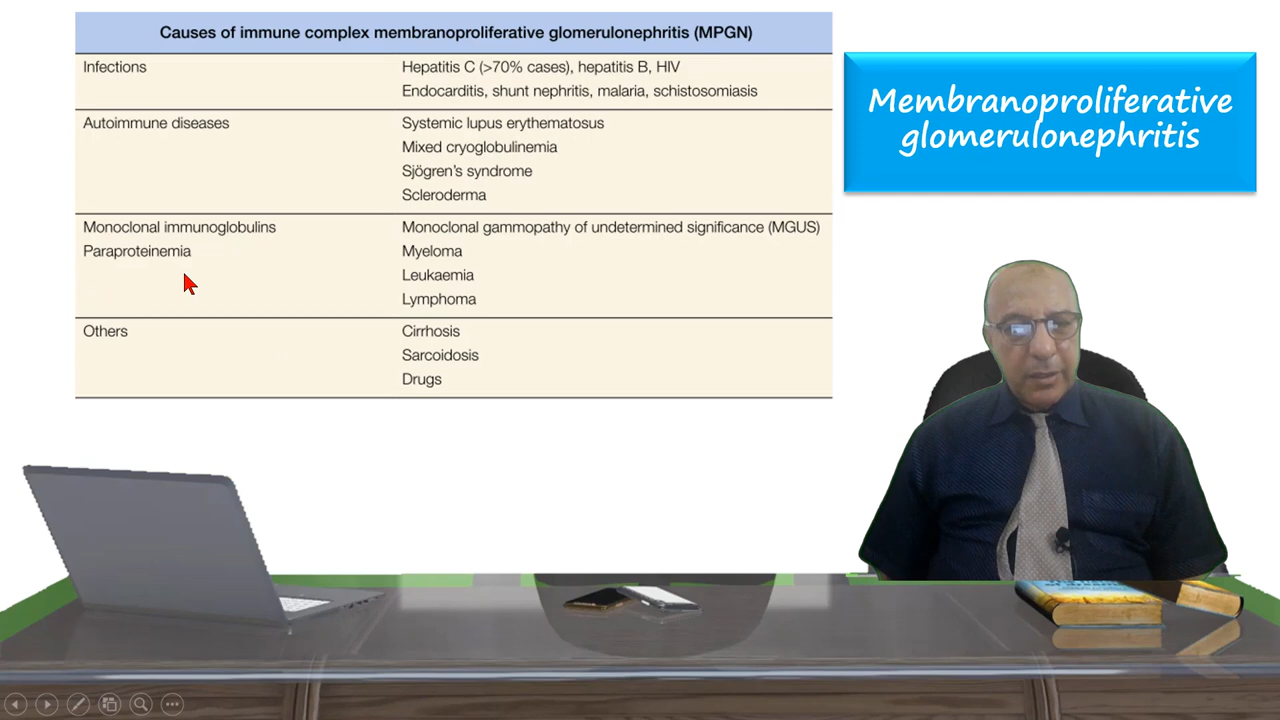 Causes of immune complex membranoproliferative glomerulonephritis (MPGN)
Infections
Hepatitis C (>70% cases), hepatitis B, HIV
Endocarditis, shunt nephritis, malaria, schistosomiasis
Autoimmune diseases
Systemic lupus erythematosus
Mixed cryoglobulinemia
Sjögren's syndrome
Scleroderma
Monoclonal immunoglobulins
Paraproteinemia
Monoclonal gammopathy of undetermined significance (MGUS)
Myeloma
Leukaemia
Lymphoma
Others
Cirrhosis
Sarcoidosis
Drugs
Membranoproliferative
glomerulonephritis